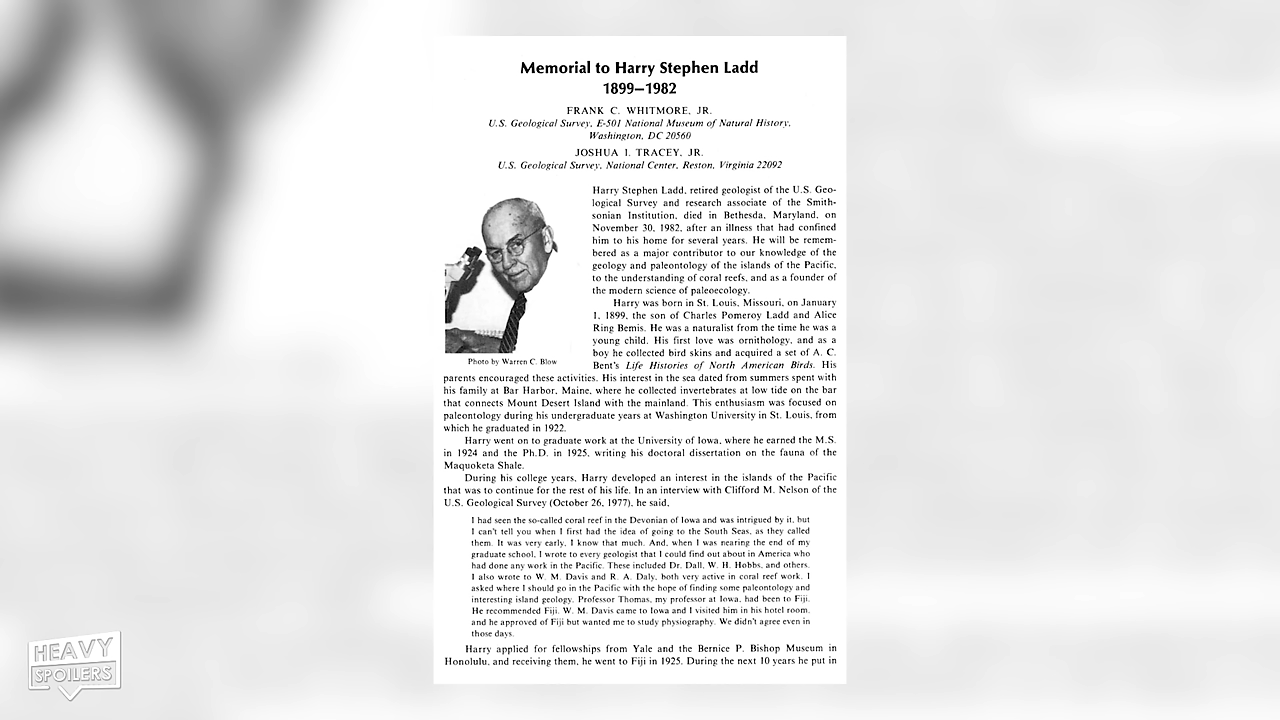 Memorial to Harry Stephen Ladd
1899—1982
FRANK C. WHITMORE, JR.
U.S. Geological Survey, E-501 National Museum of Natural History,
Washington, DC 20560
JOSHUA I. TRACEY, JR.
U.S. Geological Survey, National Center, Reston, Virginia 22092
Harry Stephen Ladd, retired geologist of the U.S. Geo-
logical Survey and research associate of the Smith-
sonian Institution, died in Bethesda, Maryland, on
November 30, 1982, after an illness that had confined
him to his home for several years. He will be remem-
bered as a major contributor to our knowledge of the
geology and paleontology of the islands of the Pacific,
to the understanding of coral reefs, and as a founder of
the modern science of paleoecology.
Harry was born in St. Louis, Missouri, on January
1, 1899, the son of Charles Pomeroy Ladd and Alice
Ring Bemis. He was a naturalist from the time he was a
young child. His first love was ornithology, and as a
boy he collected bird skins and acquired a set of A. C.
Bent's Life Histories of North American Birds. His
Photo by Warren C. Blow
parents encouraged these activities. His interest in the sea dated from summers spent with
his family at Bar Harbor, Maine, where he collected invertebrates at low tide on the bar
that connects Mount Desert Island with the mainland. This enthusiasm was focused on
paleontology during his undergraduate years at Washington University in St. Louis, from
which he graduated in 1922.
Harry went on to graduate work at the University of Iowa, where he earned the M.S.
in 1924 and the Ph.D. in 1925, writing his doctoral dissertation on the fauna of the
Maquoketa Shale.
During his college years, Harry developed an interest in the islands of the Pacific
that was to continue for the rest of his life. In an interview with Clifford M. Nelson of the
U.S. Geological Survey (October 26, 1977), he said,
I had seen the so-called coral reef in the Devonian of Iowa and was intrigued by it, but
I can't tell you when I first had the idea of going to the South Seas, as they called
them. It was very early, I know that much. And, when I was nearing the end of my
graduate school, I wrote to every geologist that I could find out about in America who
had done any work in the Pacific. These included Dr. Dall, W. H. Hobbs, and others.
I also wrote to W. M. Davis and R. A. Daly, both very active in coral reef work. I
asked where I should go in the Pacific with the hope of finding some paleontology and
interesting island geology. Professor Thomas, my professor at Iowa, had been to Fiji.
He recommended Fiji. W. M. Davis came to Iowa and I visited him in his hotel room,
and he approved of Fiji but wanted me to study physiography. We didn't agree even in
those days.
Harry applied for fellowships from Yale and the Bernice P. Bishop Museum in
Honolulu, and receiving them, he went to Fiji in 1925. During the next 10 years he put in
HEAVY
SPOILERS